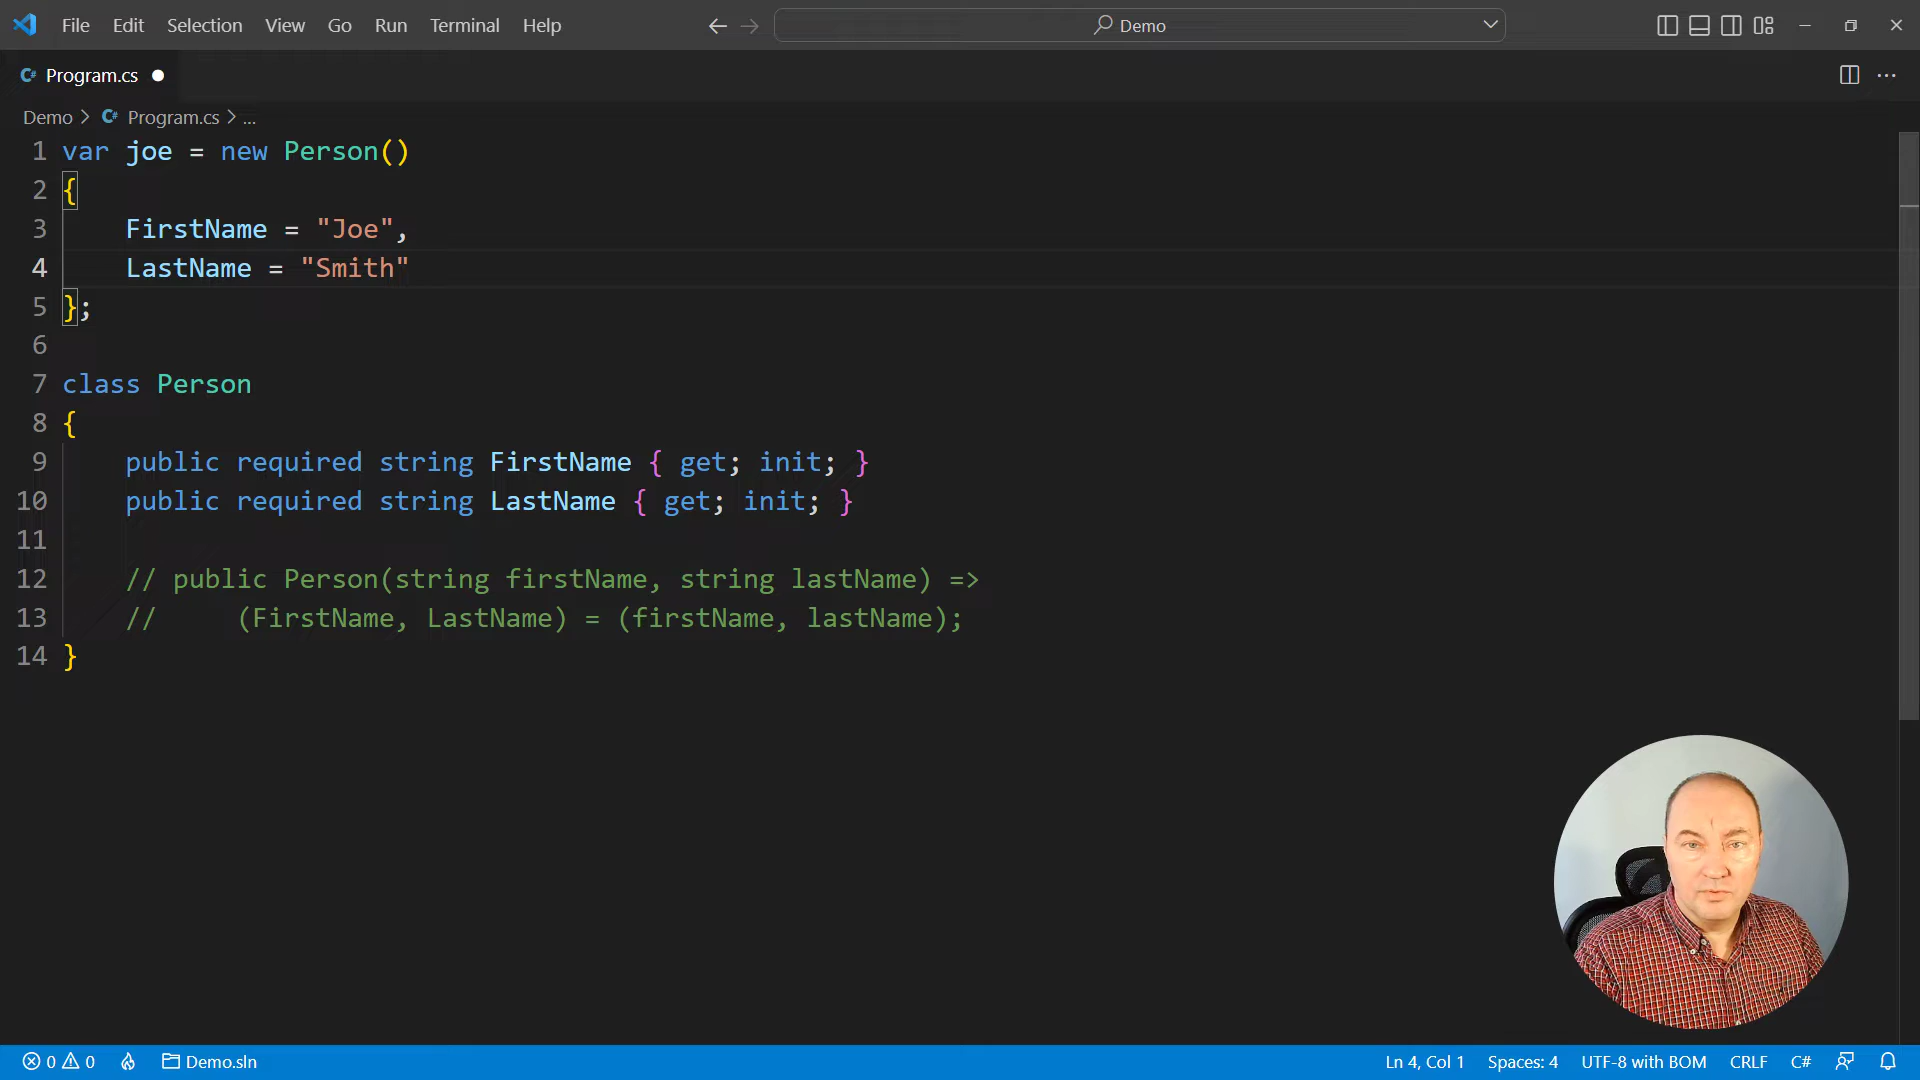 File Edit Selection View Go Run Terminal Help
Demo
C# Program.cs
Demo > C# Program.cs > ...
1 var joe = new Person()
2 {
3     FirstName = "Joe",
4     LastName = "Smith"
5 };
6
7 class Person
8 {
9     public required string FirstName { get; init; }
10     public required string LastName { get; init; }
11
12     // public Person(string firstName, string lastName) =>
13     //     (FirstName, LastName) = (firstName, lastName);
14 }
0 0 Demo.sln Ln 4, Col 1 Spaces: 4 UTF-8 with BOM CRLF C#